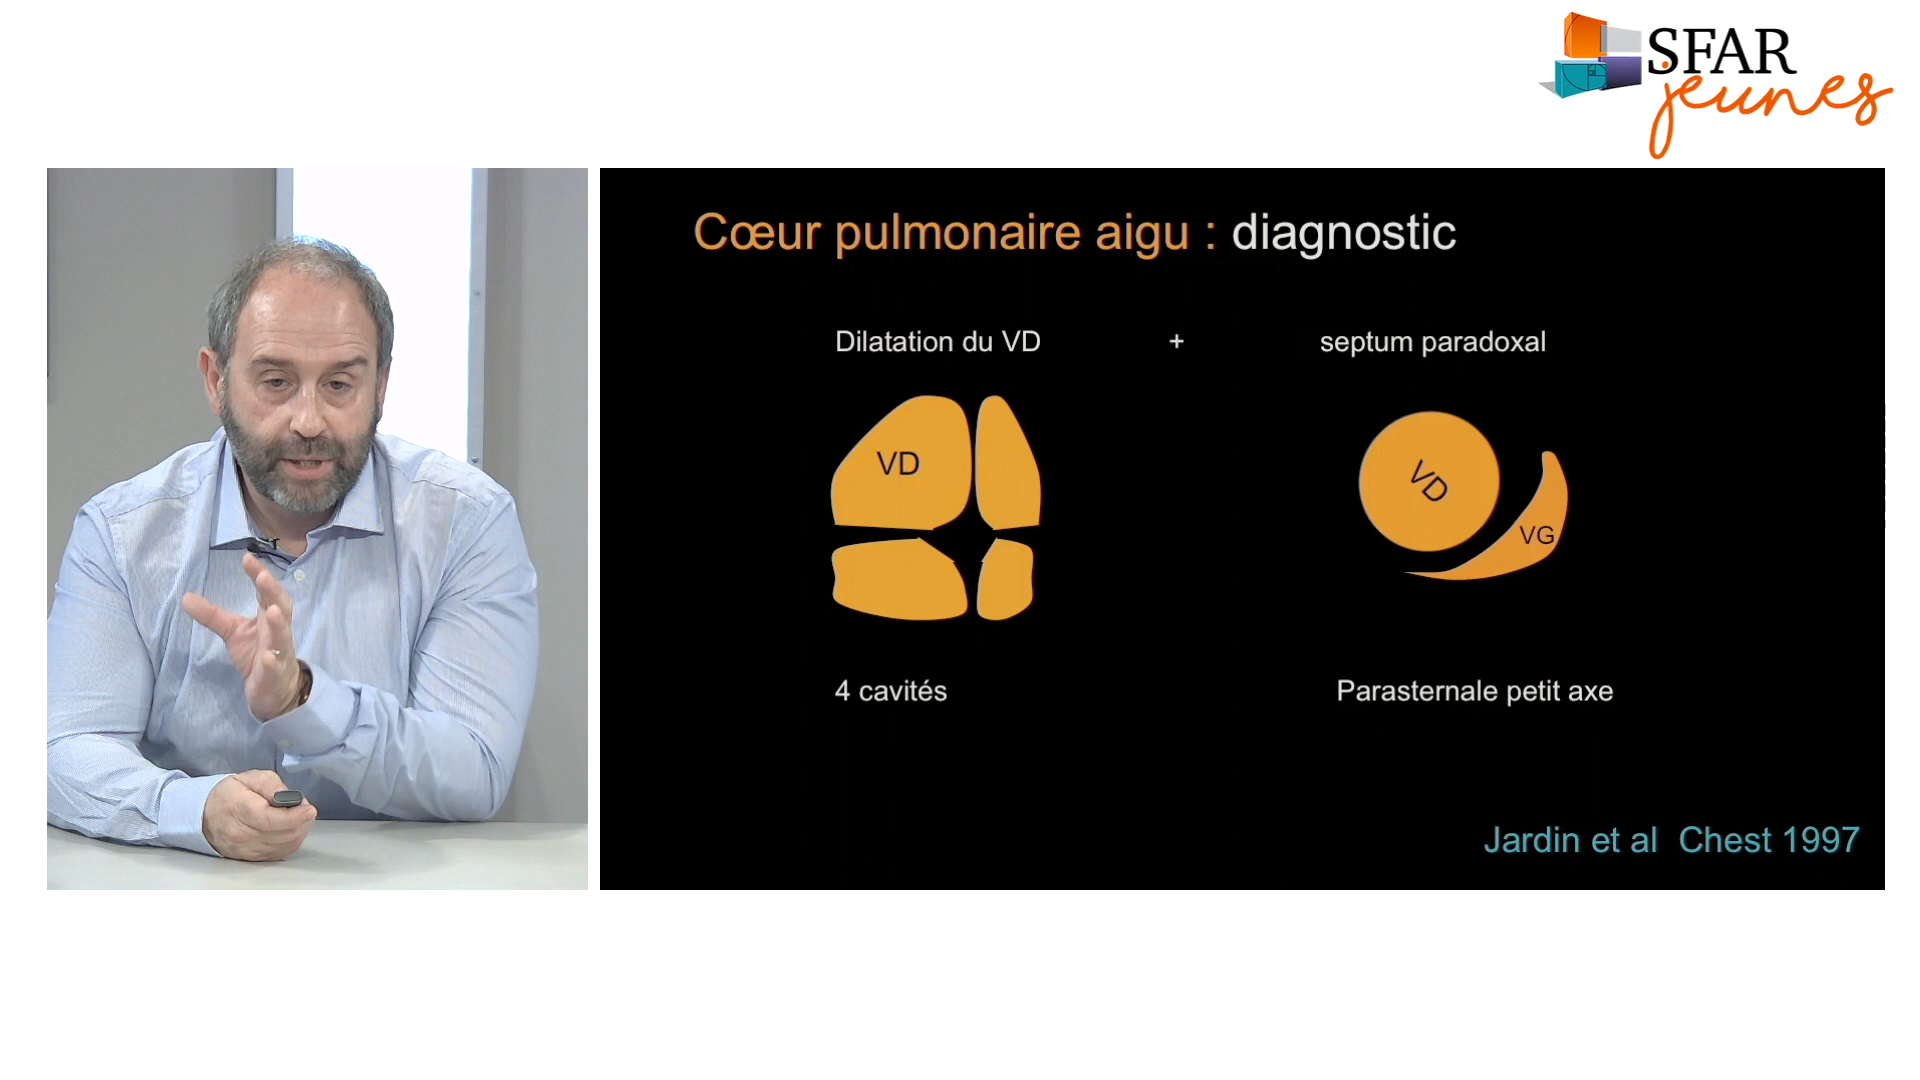 SFAR
jeunes
Cœur pulmonaire aigu : diagnostic
Dilatation du VD + septum paradoxal
VD
VD
VG
4 cavités
Parasternale petit axe
Jardin et al Chest 1997